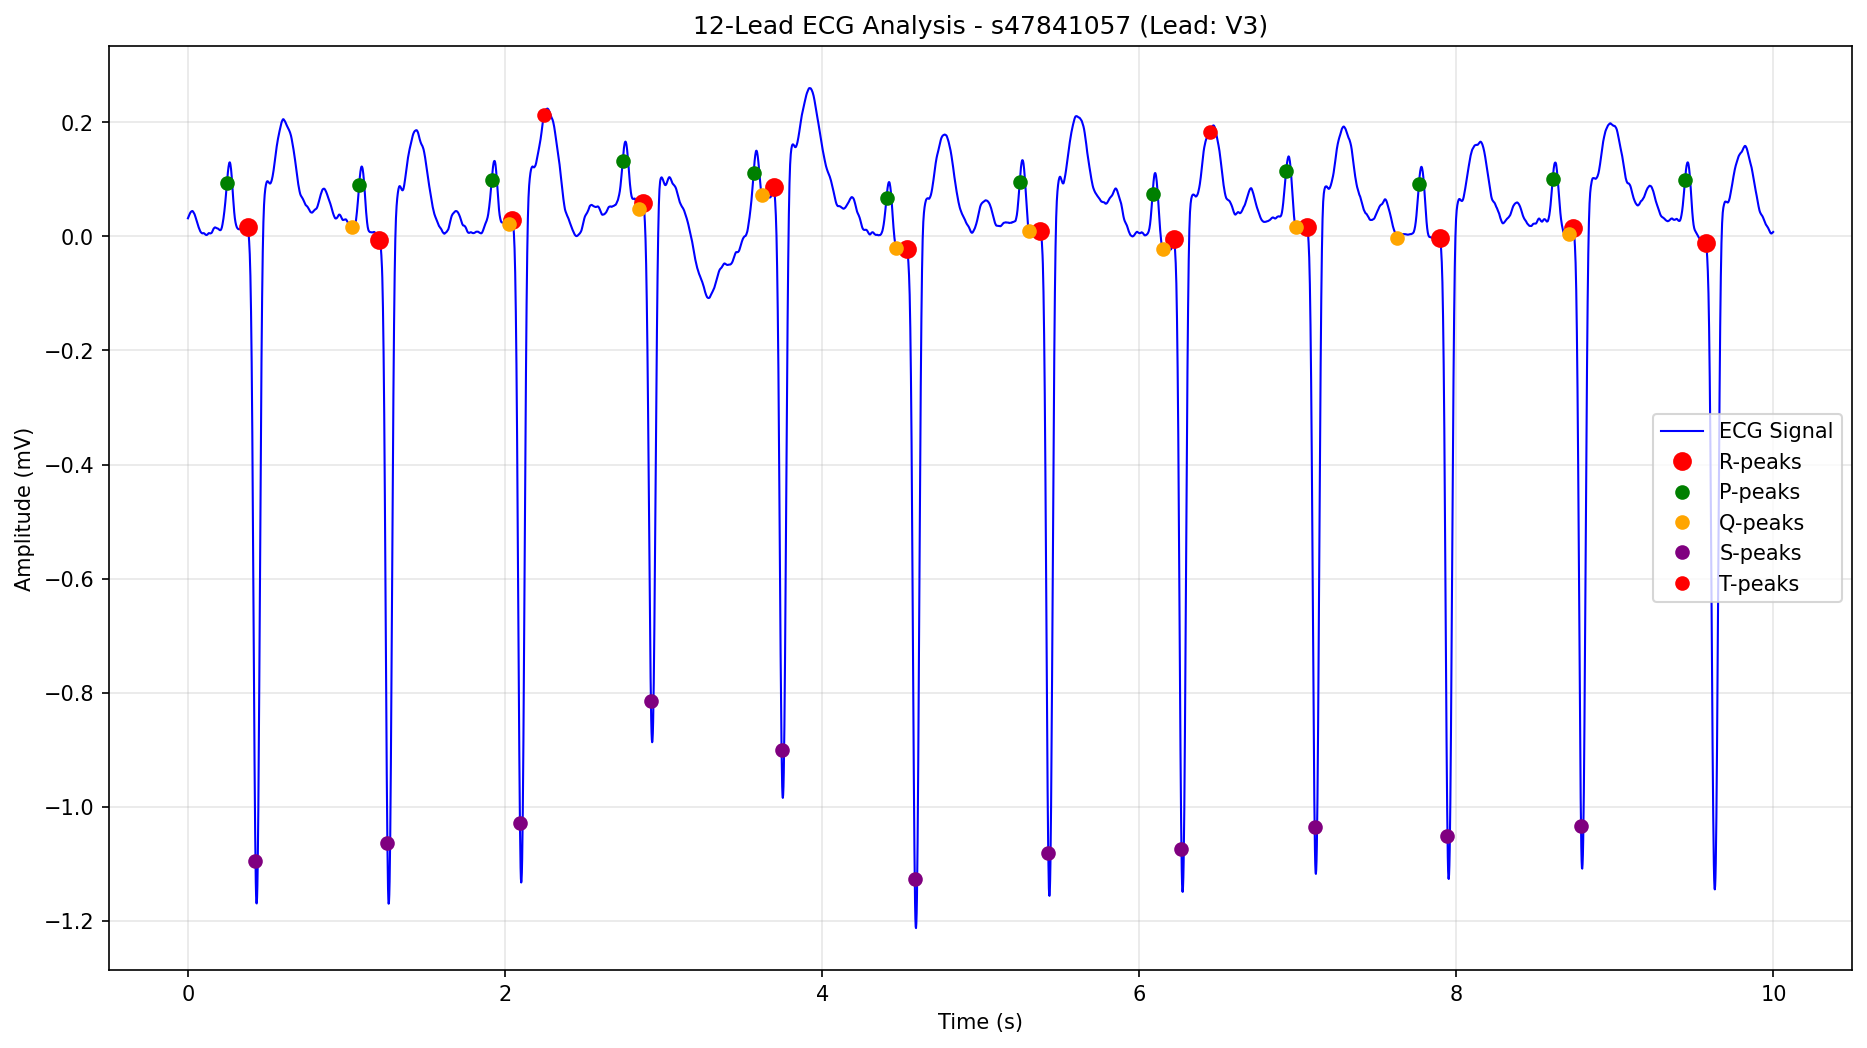 12-Lead ECG Analysis - s47841057 (Lead: V3)
0.2
0.0
−0.2
−0.4
−0.6
−0.8
−1.0
−1.2
Amplitude (mV)
ECG Signal
R-peaks
P-peaks
Q-peaks
S-peaks
T-peaks
0 2 4 6 8 10
Time (s)